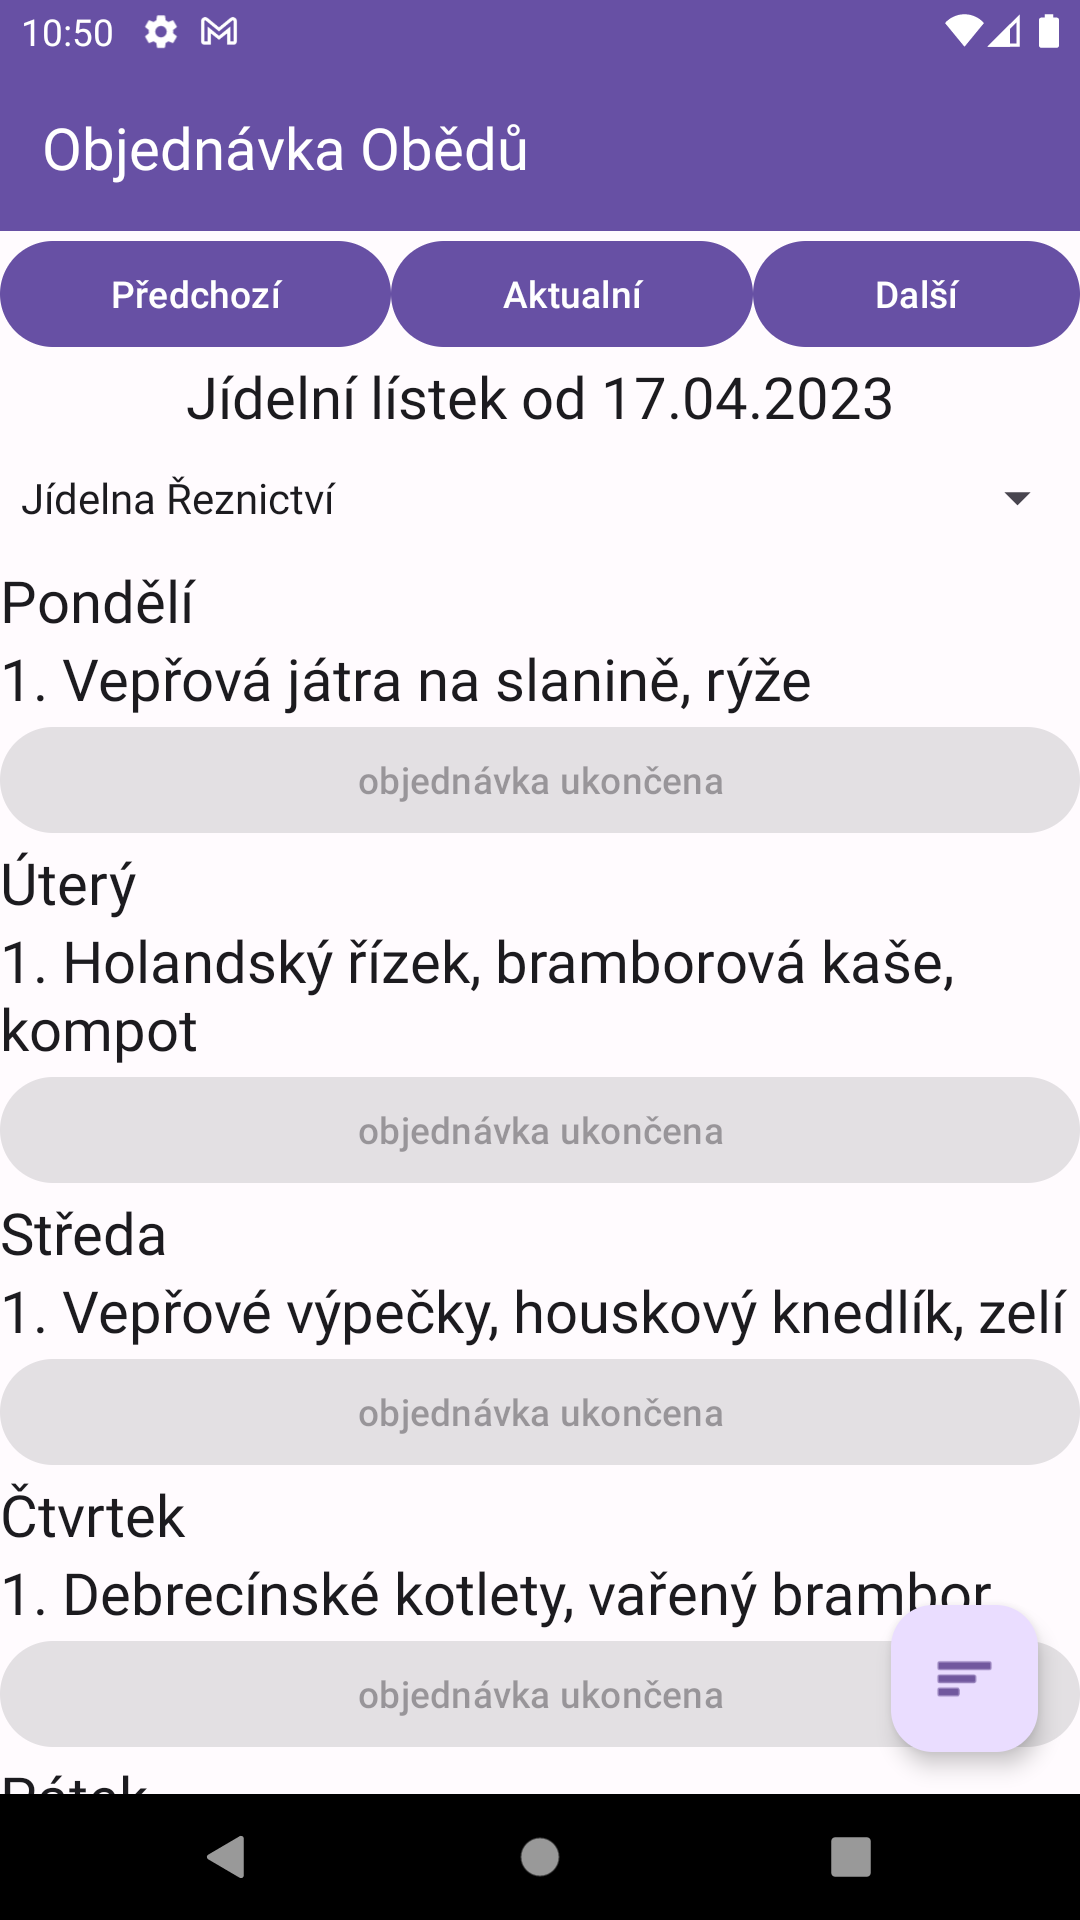 10:50
Objednávka Obědů
Předchozí Aktualní Další
Jídelní lístek od 17.04.2023
Jídelna Řeznictví
Pondělí
1. Vepřová játra na slanině, rýže
objednávka ukončena
Úterý
1. Holandský řízek, bramborová kaše,
kompot
objednávka ukončena
Středa
1. Vepřové výpečky, houskový knedlík, zelí
objednávka ukončena
Čtvrtek
1. Debrecínské kotlety, vařený brambor
objednávka ukončena
Pátek